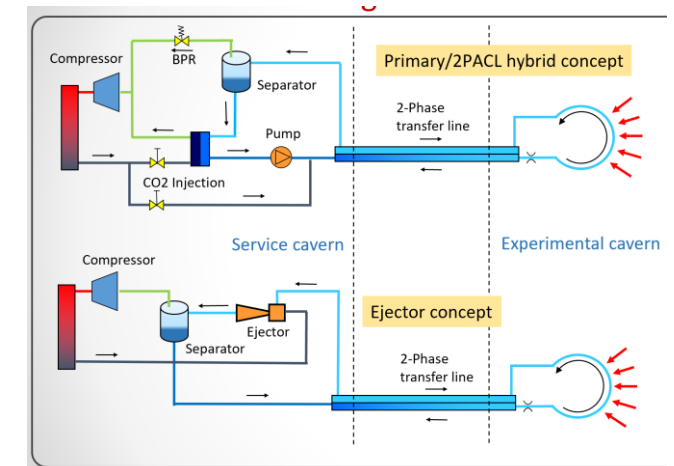 Compressor
BPR
Separator
Primary/2PACL hybrid concept
2-Phase
transfer line
Pump
CO2 Injection
Service cavern
Experimental cavern
Compressor
Ejector concept
Ejector
Separator
2-Phase
transfer line